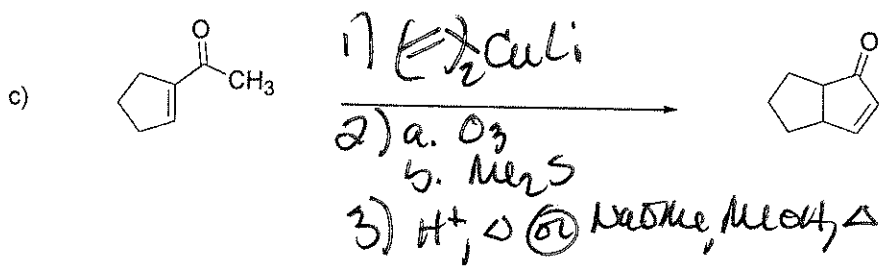 c)
O
CH₃
1) (=)₂CuLi
2) a. O₃
b. Me₂S
3) H⁺, Δ or NaOMe, MeOH, Δ
O